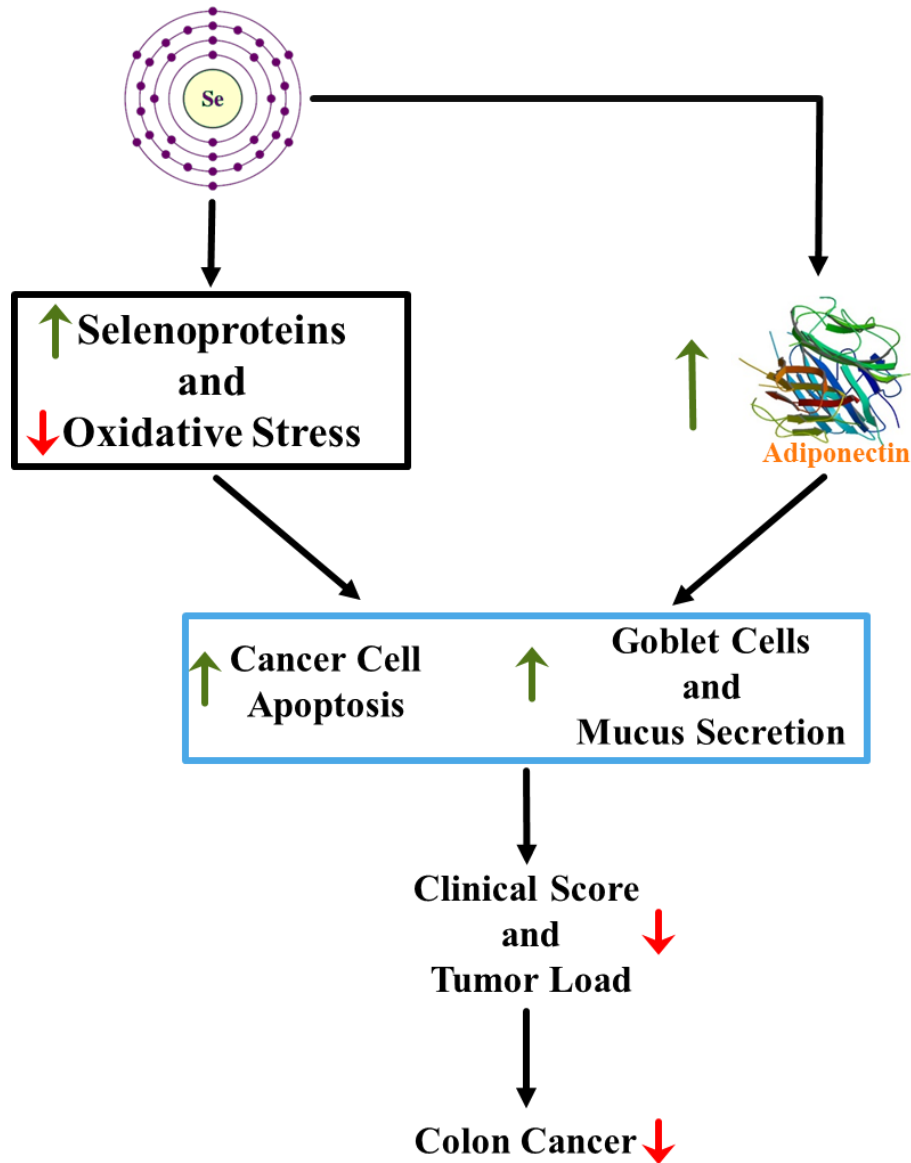 Se
Selenoproteins
and
Oxidative Stress
Adiponectin
Cancer Cell
Apoptosis
Goblet Cells
and
Mucus Secretion
Clinical Score
and
Tumor Load
Colon Cancer